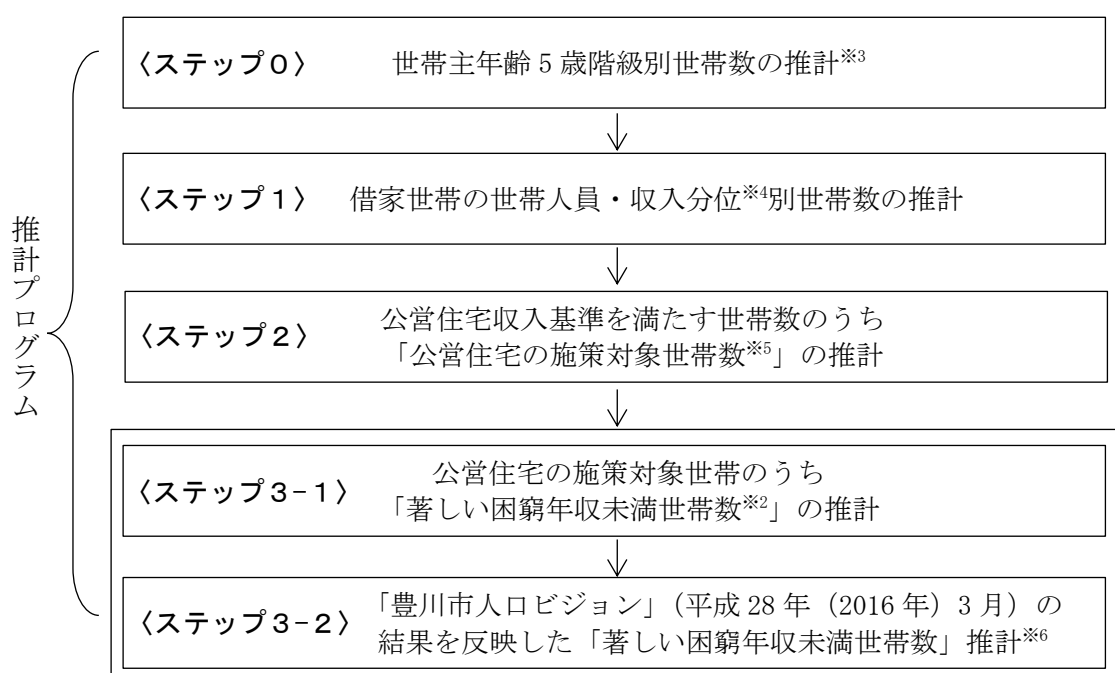 推計プログラム
〈ステップ０〉 世帯主年齢 5 歳階級別世帯数の推計※3
〈ステップ１〉 借家世帯の世帯人員・収入分位※4別世帯数の推計
〈ステップ２〉 公営住宅収入基準を満たす世帯数のうち
「公営住宅の施策対象世帯数※5」の推計
〈ステップ３−１〉 公営住宅の施策対象世帯のうち
「著しい困窮年収未満世帯数※2」の推計
〈ステップ３−２〉 「豊川市人口ビジョン」（平成 28 年（2016 年）3 月）の
結果を反映した「著しい困窮年収未満世帯数」推計※6